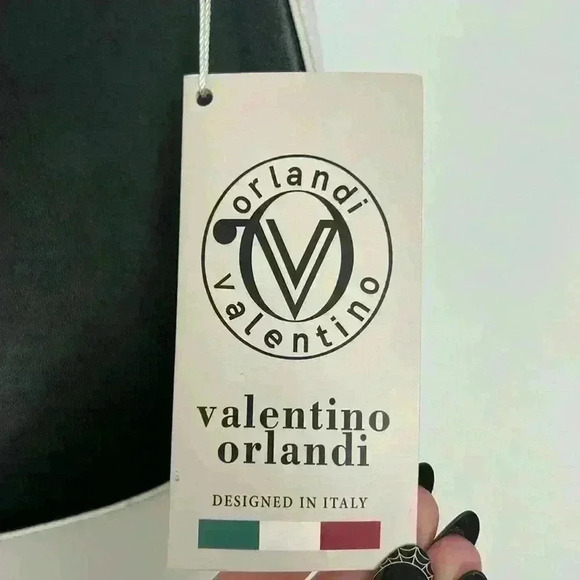 orlandi
V
valentino
valentino
orlandi
DESIGNED IN ITALY